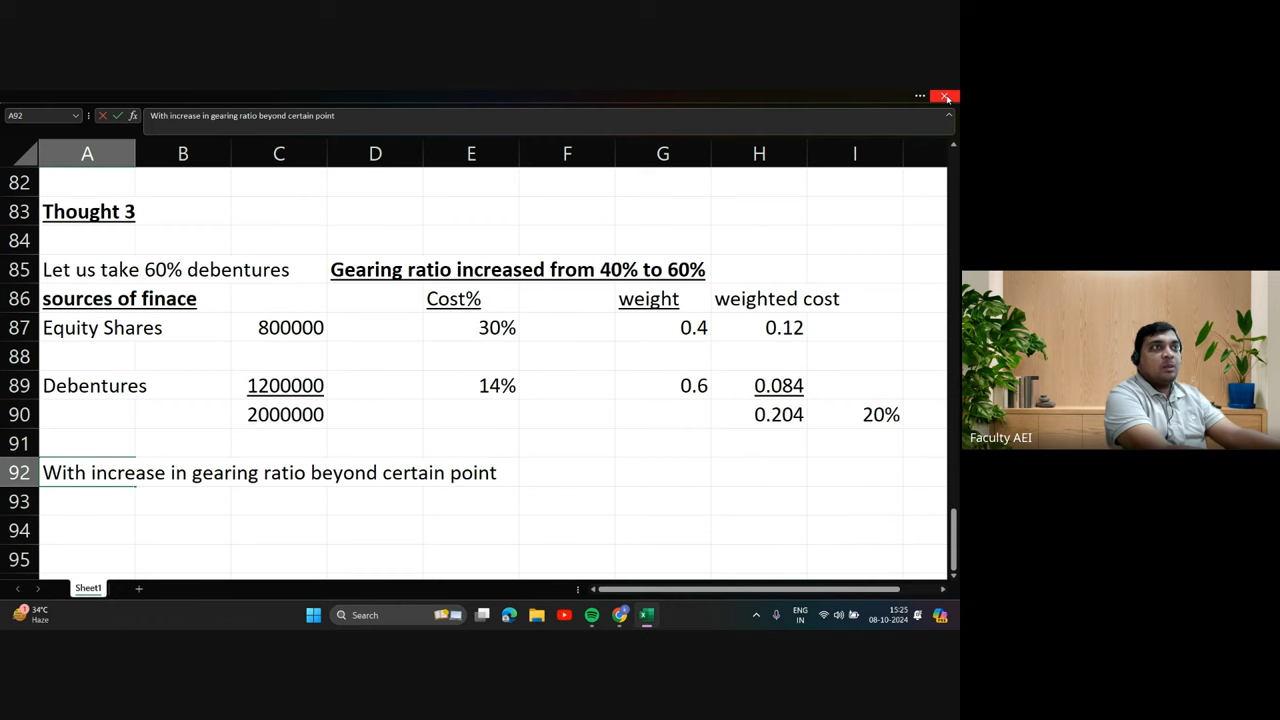 A92 fx With increase in gearing ratio beyond certain point
A B C D E F G H I
82
83 Thought 3
84
85 Let us take 60% debentures Gearing ratio increased from 40% to 60%
86 sources of finace Cost% weight weighted cost
87 Equity Shares 800000 30% 0.4 0.12
88
89 Debentures 1200000 14% 0.6 0.084
90 2000000 0.204 20%
91
92 With increase in gearing ratio beyond certain point
93
94
95
Faculty AEI
Sheet1
34°C
Haze
Search
ENG
IN
15:25
08-10-2024